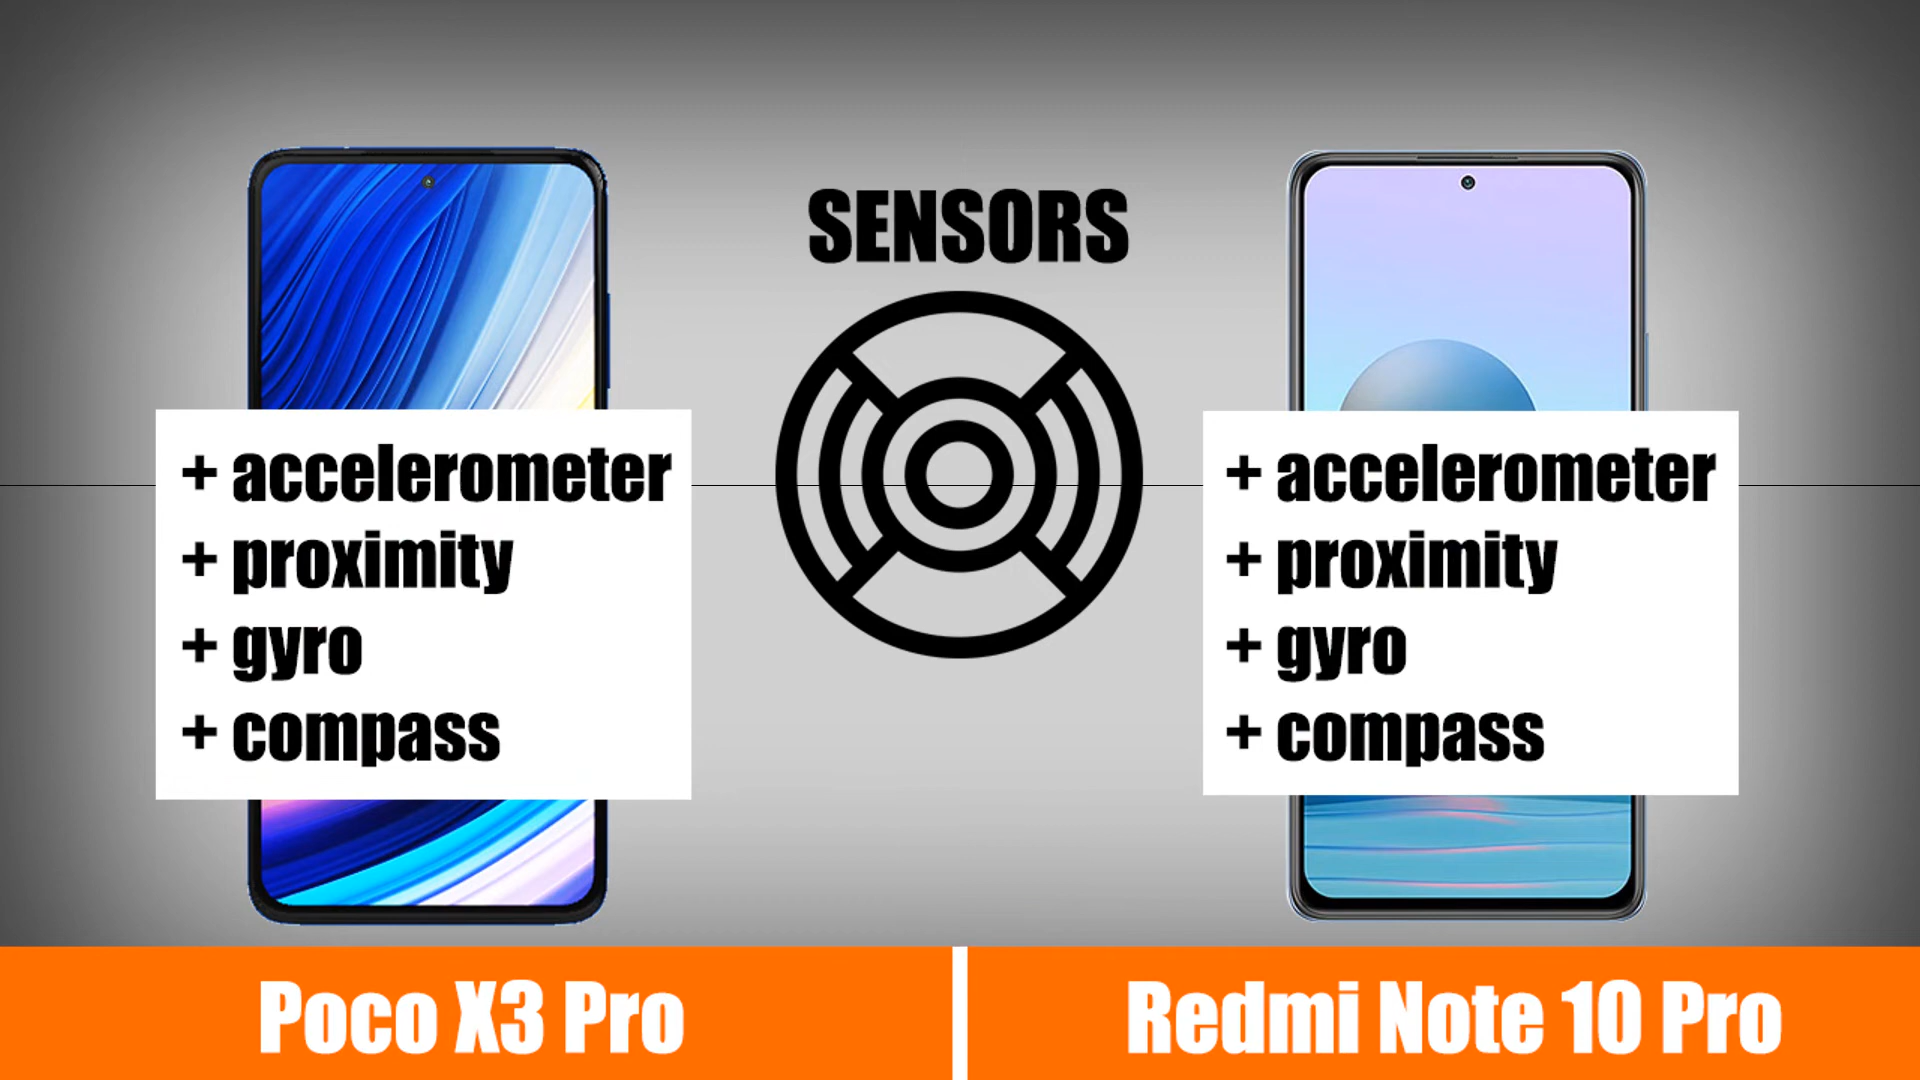 SENSORS
+ accelerometer
+ proximity
+ gyro
+ compass
+ accelerometer
+ proximity
+ gyro
+ compass
Poco X3 Pro
Redmi Note 10 Pro